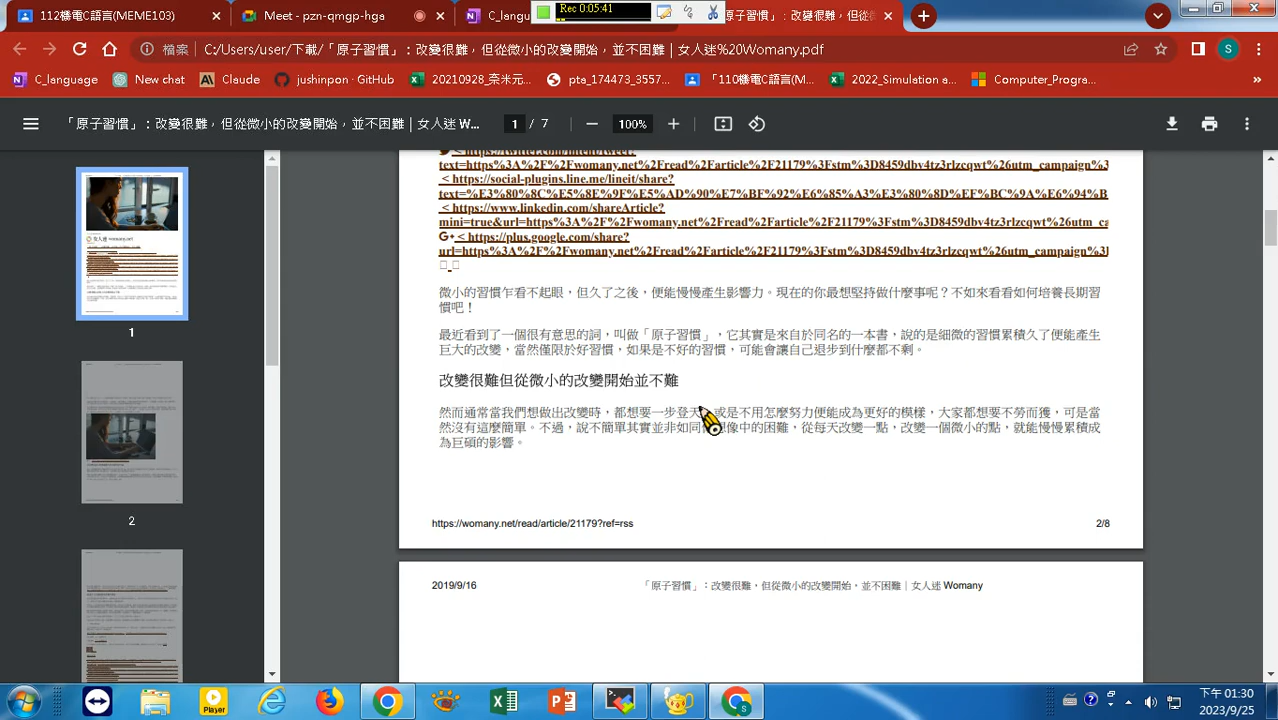 110機電C語言(MEME103)
Meet - jzsh-qhgp-hgs
C_lang
Rec 0:05:41
原子習慣」：改變很難，但從微
檔案
C:/Users/user/下載/「原子習慣」：改變很難，但從微小的改變開始，並不困難 | 女人迷%20Womany.pdf
S
C_language
New chat
Claude
jushinpon · GitHub
20210928_奈米元...
pta_174473_3557...
「110機電C語言(M...
2022_Simulation a...
Computer_Progra...
「原子習慣」：改變很難，但從微小的改變開始，並不困難 | 女人迷 W...
1 / 7
100%
< https://twitter.com/intent/tweet?
text=https%3A%2F%2Fwomany.net%2Fread%2Farticle%2F21179%3Fstm%3D8459dbv4tz3rlzcqwt%26utm_campaign%3
< https://social-plugins.line.me/lineit/share?
text=%E3%80%8C%E5%8E%9F%E5%AD%90%E7%BF%92%E6%85%A3%E3%80%8D%EF%BC%9A%E6%94%B
< https://www.linkedin.com/shareArticle?
mini=true&url=https%3A%2F%2Fwomany.net%2Fread%2Farticle%2F21179%3Fstm%3D8459dbv4tz3rlzcqwt%26utm_ca
G+ < https://plus.google.com/share?
url=https%3A%2F%2Fwomany.net%2Fread%2Farticle%2F21179%3Fstm%3D8459dbv4tz3rlzcqwt%26utm_campaign%3
微小的習慣乍看不起眼，但久了之後，便能慢慢產生影響力。現在的你最想堅持做什麼事呢？不如來看看如何培養長期習
慣吧！
最近看到了一個很有意思的詞，叫做「原子習慣」，它其實是來自於同名的一本書，說的是細微的習慣累積久了便能產生
巨大的改變，當然僅限於好習慣，如果是不好的習慣，可能會讓自己退步到什麼都不剩。
改變很難但從微小的改變開始並不難
然而通常當我們想做出改變時，都想要一步登天，或是不用怎麼努力便能成為更好的模樣，大家都想要不勞而獲，可是當
然沒有這麼簡單。不過，說不簡單其實並非如同 想像中的困難，從每天改變一點，改變一個微小的點，就能慢慢累積成
為巨碩的影響。
https://womany.net/read/article/21179?ref=rss
2/8
2019/9/16
「原子習慣」：改變很難，但從微小的改變開始，並不困難｜女人迷 Womany
1
2
Player
下午 01:30
2023/9/25